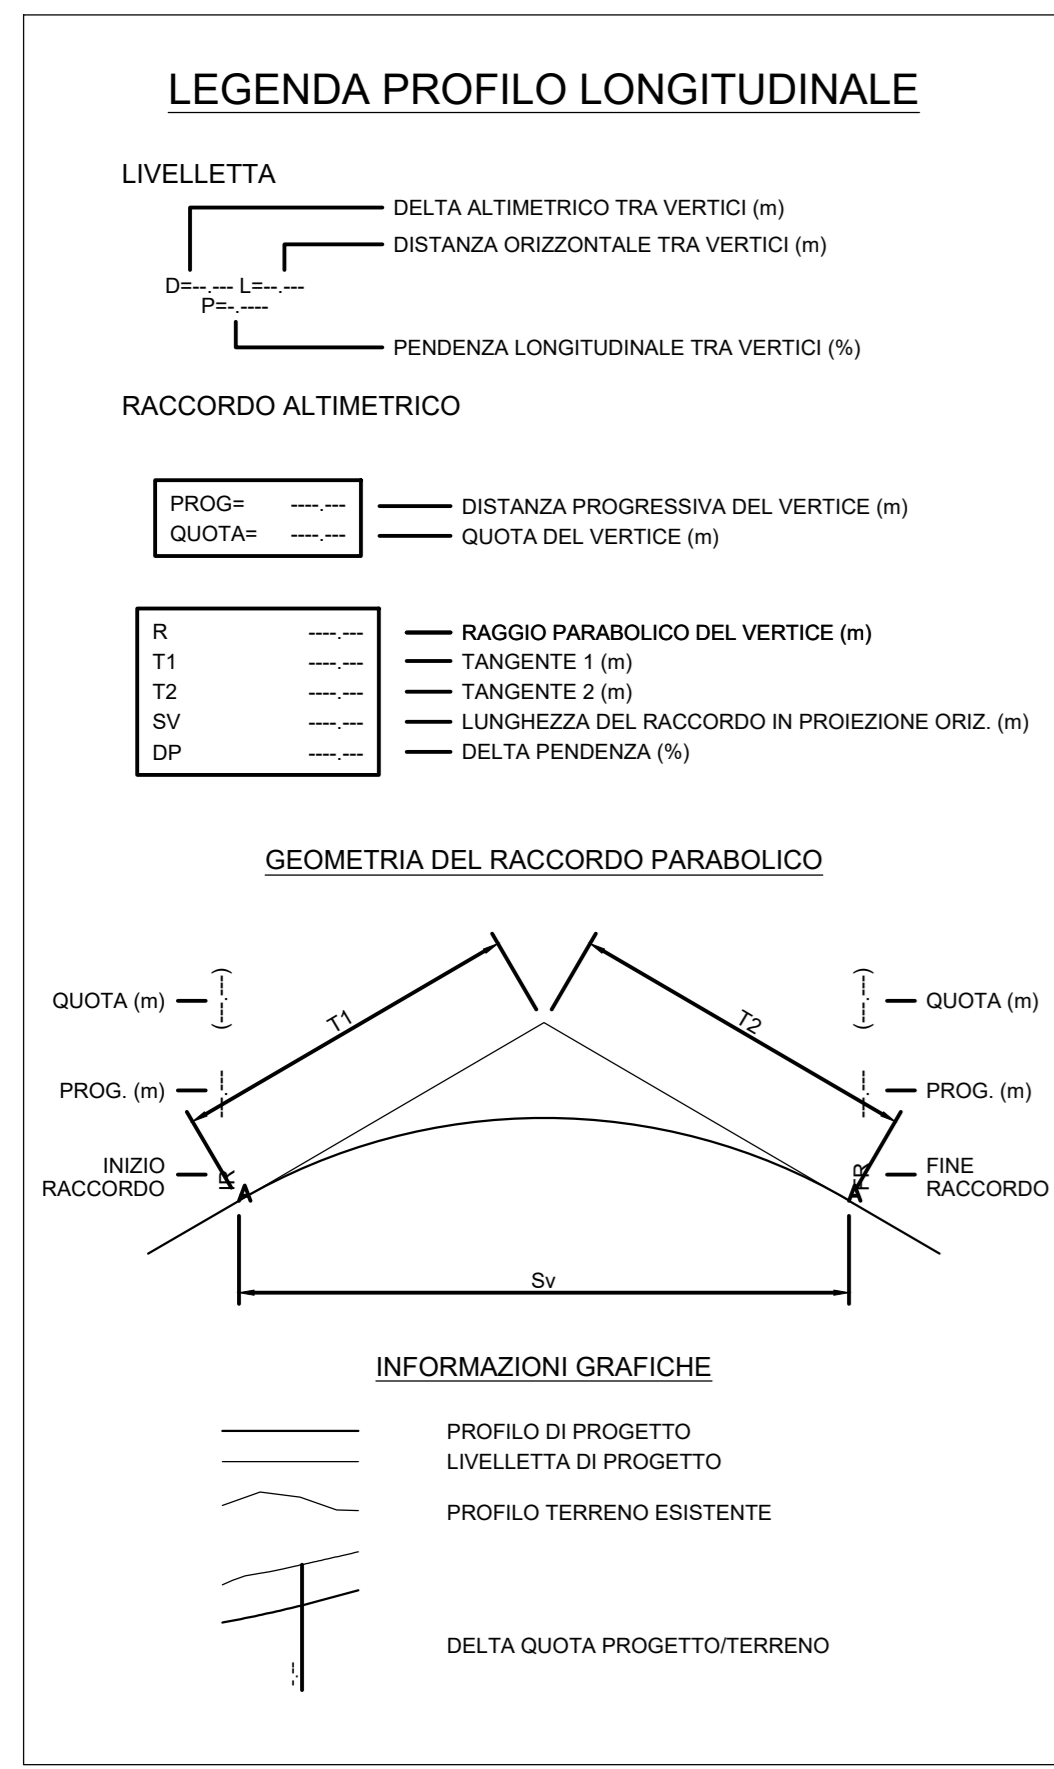 LEGENDA PROFILO LONGITUDINALE
LIVELLETTA
DELTA ALTIMETRICO TRA VERTICI (m)
DISTANZA ORIZZONTALE TRA VERTICI (m)
D=--.--- L=--.---
P=-.----
PENDENZA LONGITUDINALE TRA VERTICI (%)
RACCORDO ALTIMETRICO
PROG= ----.--- DISTANZA PROGRESSIVA DEL VERTICE (m)
QUOTA= ----.--- QUOTA DEL VERTICE (m)
R ----.--- RAGGIO PARABOLICO DEL VERTICE (m)
T1 ----.--- TANGENTE 1 (m)
T2 ----.--- TANGENTE 2 (m)
SV ----.--- LUNGHEZZA DEL RACCORDO IN PROIEZIONE ORIZ. (m)
DP ----.--- DELTA PENDENZA (%)
GEOMETRIA DEL RACCORDO PARABOLICO
QUOTA (m) (----.--) T1 T2 (----.--) QUOTA (m)
PROG. (m) ----.-- ----.-- PROG. (m)
INIZIO
RACCORDO
IR
FR
FINE
RACCORDO
Sv
INFORMAZIONI GRAFICHE
PROFILO DI PROGETTO
LIVELLETTA DI PROGETTO
PROFILO TERRENO ESISTENTE
DELTA QUOTA PROGETTO/TERRENO
--.--